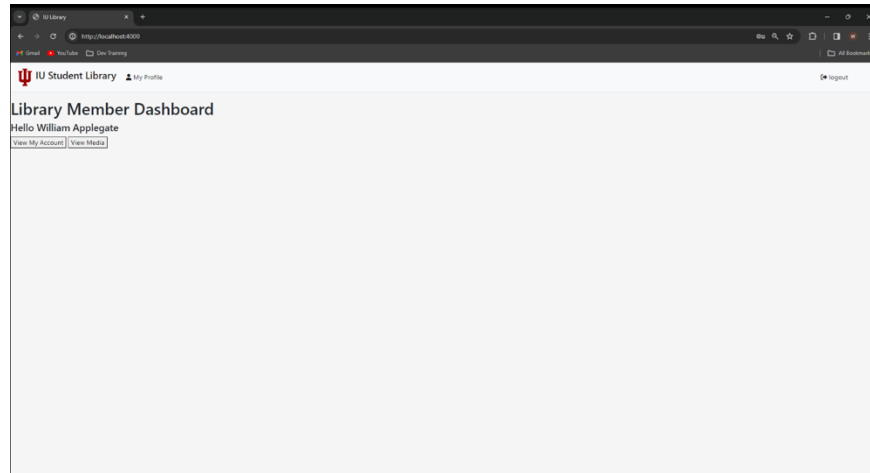 IU Library
http://localhost:4000
Gmail YouTube Dev Training All Bookmark
IU Student Library My Profile logout
Library Member Dashboard
Hello William Applegate
View My Account View Media